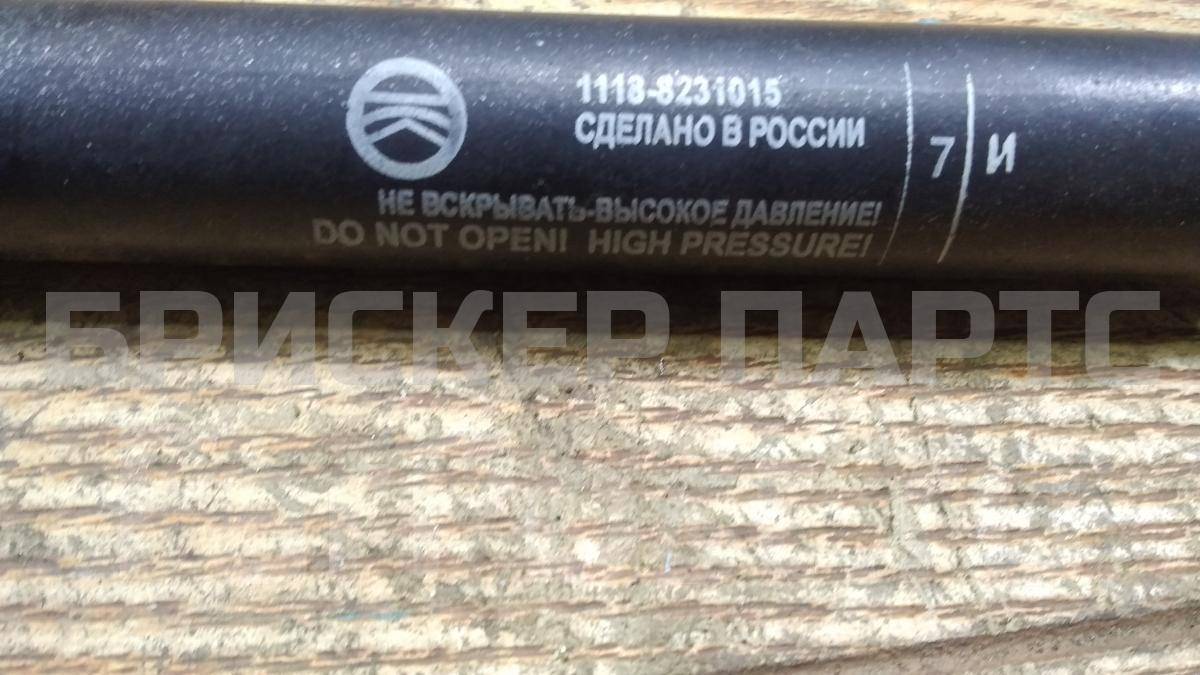 1118-8231015
СДЕЛАНО В РОССИИ
7 И
НЕ ВСКРЫВАТЬ-ВЫСОКОЕ ДАВЛЕНИЕ!
DO NOT OPEN! HIGH PRESSURE!
БРИСКЕР ПАРТС